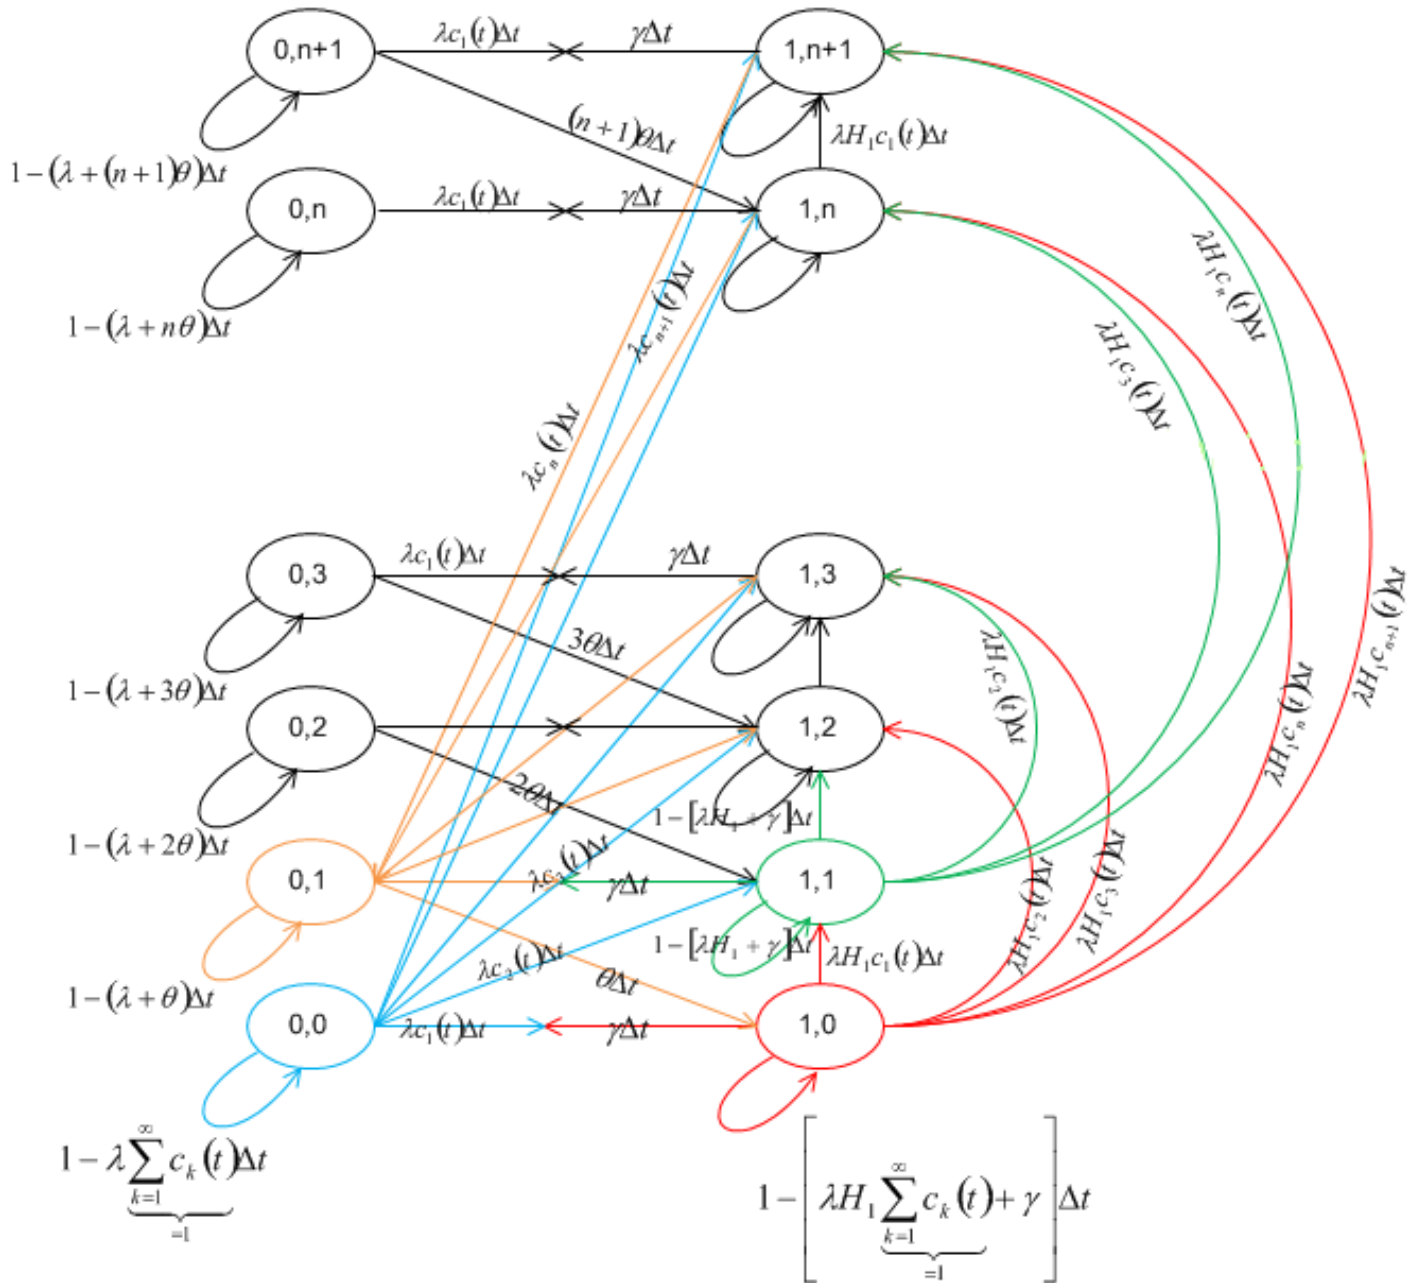 0,n+1
λc₁(t)Δt
γΔt
1,n+1
(n+1)θΔt
λH₁c₁(t)Δt
1−(λ+(n+1)θ)Δt
0,n
λc₁(t)Δt
γΔt
1,n
λH₁cₙ(t)Δt
1−(λ+nθ)Δt
λcₙ₊₁(t)Δt
λH₁c₃(t)Δt
λcₙ(t)Δt
0,3
λc₁(t)Δt
γΔt
1,3
3θΔt
λH₁c₂(t)Δt
λH₁cₙ₊₁(t)Δt
1−(λ+3θ)Δt
0,2
1,2
λH₁cₙ(t)Δt
2θΔt
1−[λH₁+γ]Δt
1−(λ+2θ)Δt
0,1
γΔt
1,1
λH₁c₂(t)Δt
λH₁c₃(t)Δt
1−[λH₁+γ]Δt
λc₂(t)Δt
λH₁c₁(t)Δt
θΔt
1−(λ+θ)Δt
0,0
λc₁(t)Δt
γΔt
1,0
1−λ∑ₖ₌₁^∞ cₖ(t)Δt
=1
1−[λH₁∑ₖ₌₁^∞ cₖ(t)+γ]Δt
=1